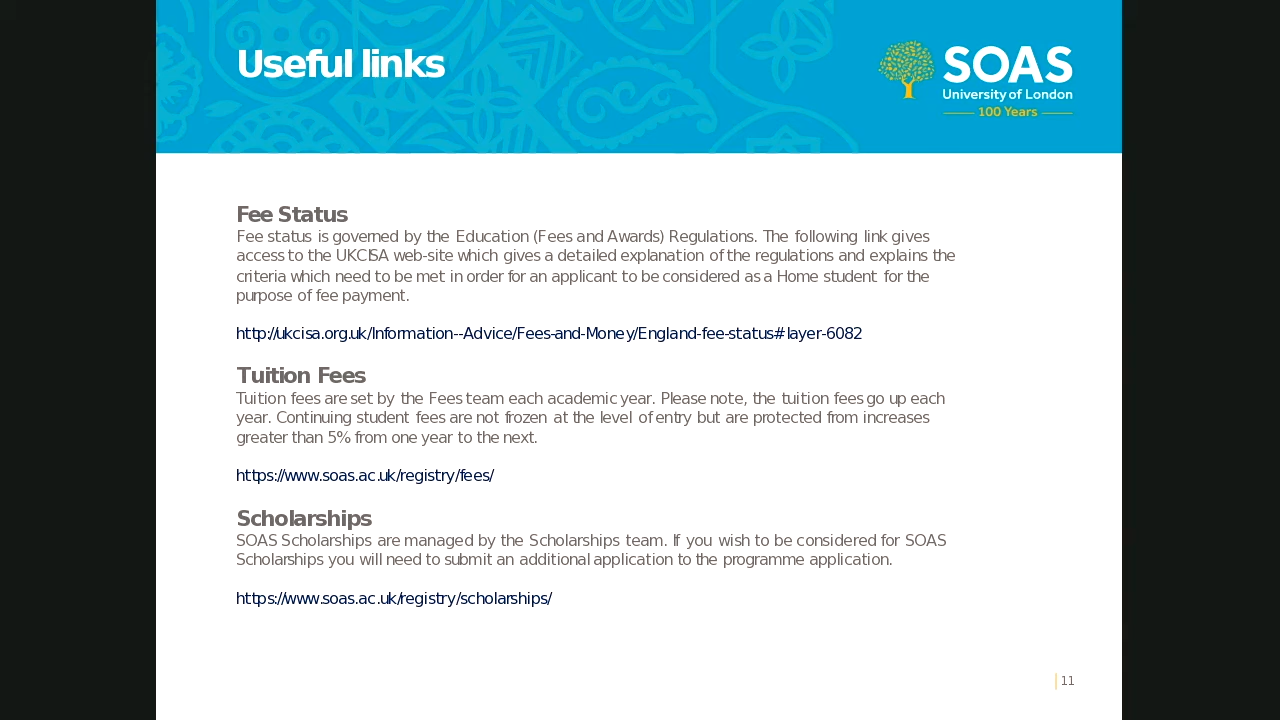 Useful links
SOAS
University of London
100 Years
Fee Status
Fee status is governed by the Education (Fees and Awards) Regulations. The following link gives
access to the UKCISA web-site which gives a detailed explanation of the regulations and explains the
criteria which need to be met in order for an applicant to be considered as a Home student for the
purpose of fee payment.
http://ukcisa.org.uk/Information--Advice/Fees-and-Money/England-fee-status#layer-6082
Tuition Fees
Tuition fees are set by the Fees team each academic year. Please note, the tuition fees go up each
year. Continuing student fees are not frozen at the level of entry but are protected from increases
greater than 5% from one year to the next.
https://www.soas.ac.uk/registry/fees/
Scholarships
SOAS Scholarships are managed by the Scholarships team. If you wish to be considered for SOAS
Scholarships you will need to submit an additional application to the programme application.
https://www.soas.ac.uk/registry/scholarships/
11